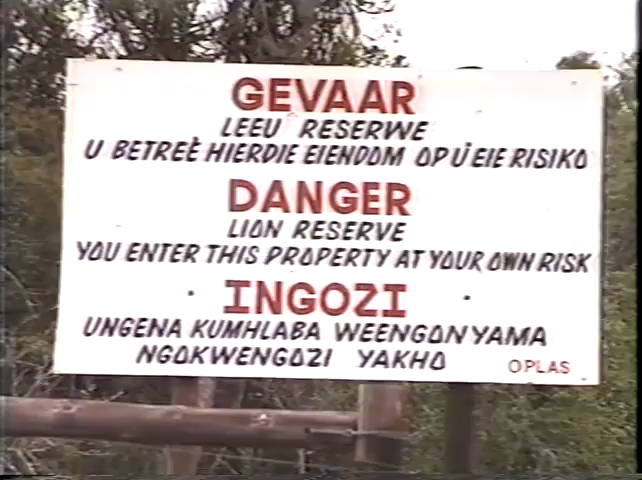 GEVAAR
LEEU RESERWE
U BETREË HIERDIE EIENDOM OP U EIE RISIKO
DANGER
LION RESERVE
YOU ENTER THIS PROPERTY AT YOUR OWN RISK
INGOZI
UNGENA KUMHLABA WEENGONYAMA
NGOKWENGOZI YAKHO
OPLAS